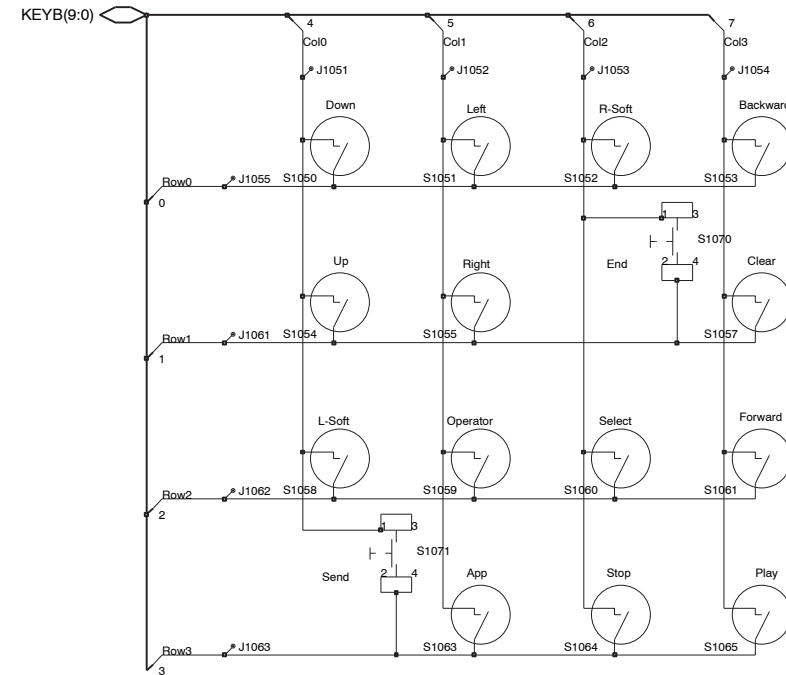 KEYB(9:0)
4 5 6 7
Col0 Col1 Col2 Col3
J1051 J1052 J1053 J1054
Down Left R-Soft Backward
Row0 J1055 S1050 S1051 S1052 S1053
0
1 3
S1070
End 2 4
Up Right Clear
Row1 J1061 S1054 S1055 S1057
1
L-Soft Operator Select Forward
Row2 J1062 S1058 S1059 S1060 S1061
2
1 3
S1071
Send 2 4
App Stop Play
Row3 J1063 S1063 S1064 S1065
3